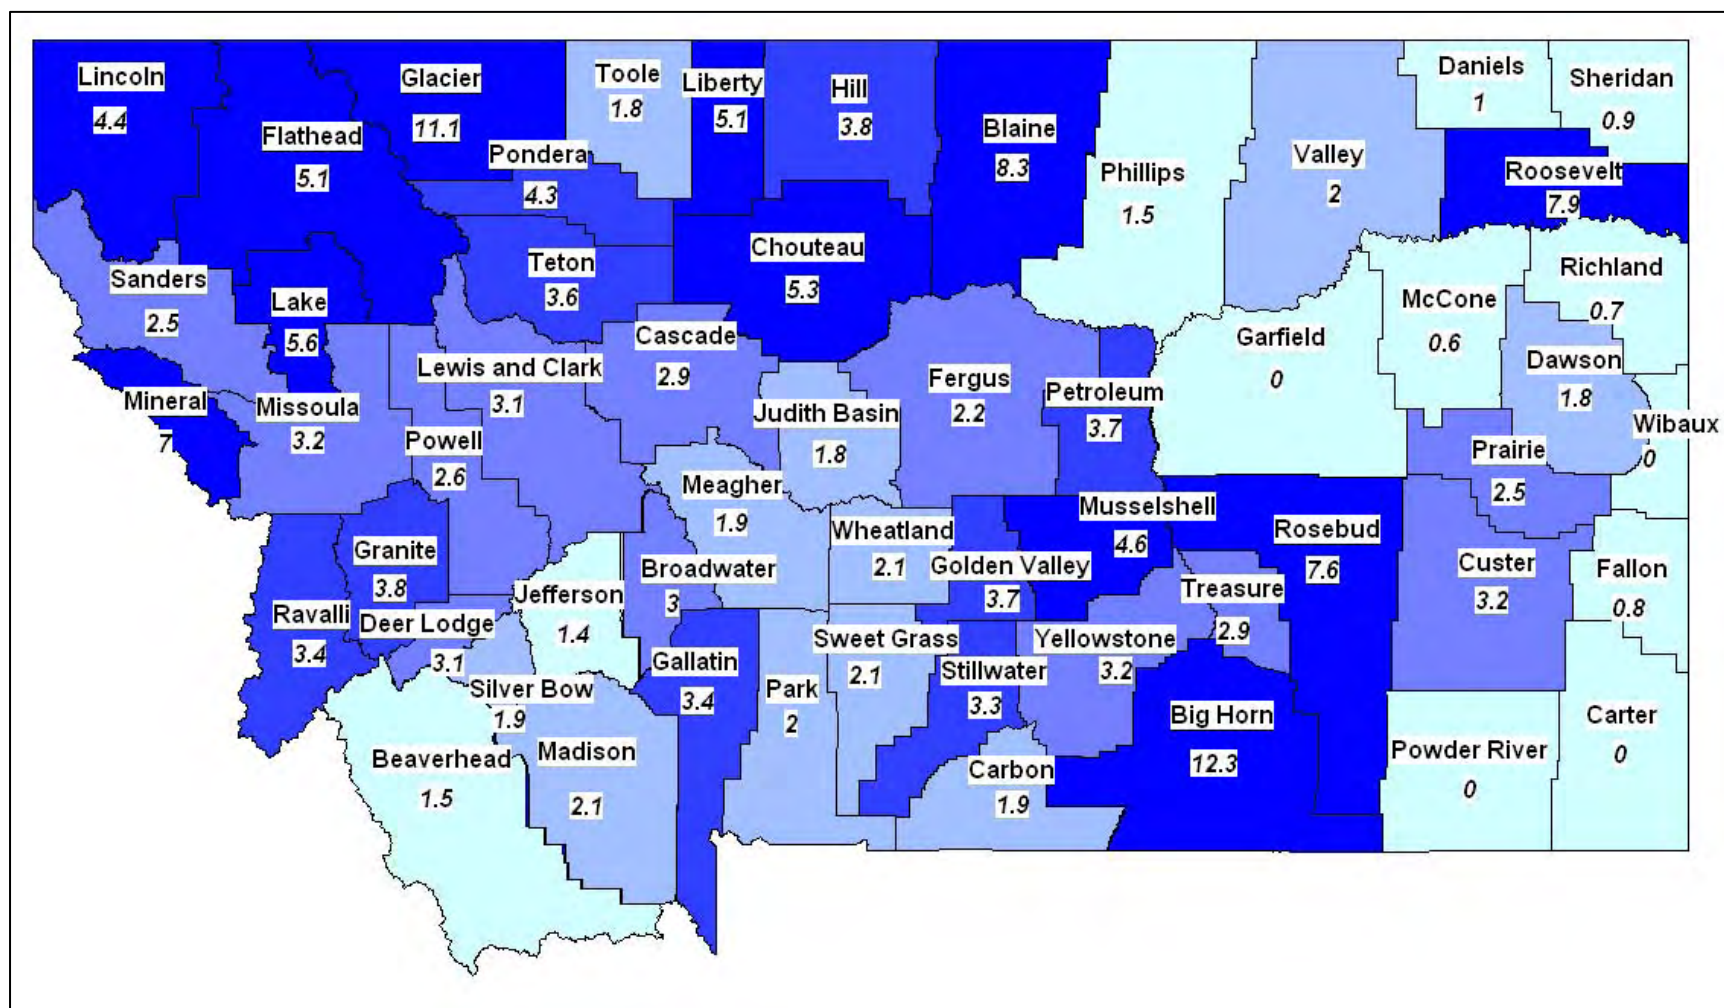 Lincoln
4.4
Flathead
5.1
Glacier
11.1
Toole
1.8
Liberty
5.1
Hill
3.8
Blaine
8.3
Phillips
1.5
Valley
2
Daniels
1
Sheridan
0.9
Roosevelt
7.9
Pondera
4.3
Teton
3.6
Chouteau
5.3
Sanders
2.5
Lake
5.6
Richland
0.7
McCone
0.6
Garfield
0
Cascade
2.9
Lewis and Clark
3.1
Fergus
2.2
Petroleum
3.7
Dawson
1.8
Wibaux
0
Mineral
7
Missoula
3.2
Powell
2.6
Judith Basin
1.8
Prairie
2.5
Meagher
1.9
Musselshell
4.6
Rosebud
7.6
Wheatland
2.1
Granite
3.8
Broadwater
3
Golden Valley
3.7
Treasure
2.9
Custer
3.2
Fallon
0.8
Jefferson
1.4
Ravalli
3.4
Deer Lodge
3.1
Gallatin
3.4
Sweet Grass
2.1
Yellowstone
3.2
Stillwater
3.3
Silver Bow
1.9
Park
2
Big Horn
12.3
Carter
0
Beaverhead
1.5
Madison
2.1
Carbon
1.9
Powder River
0